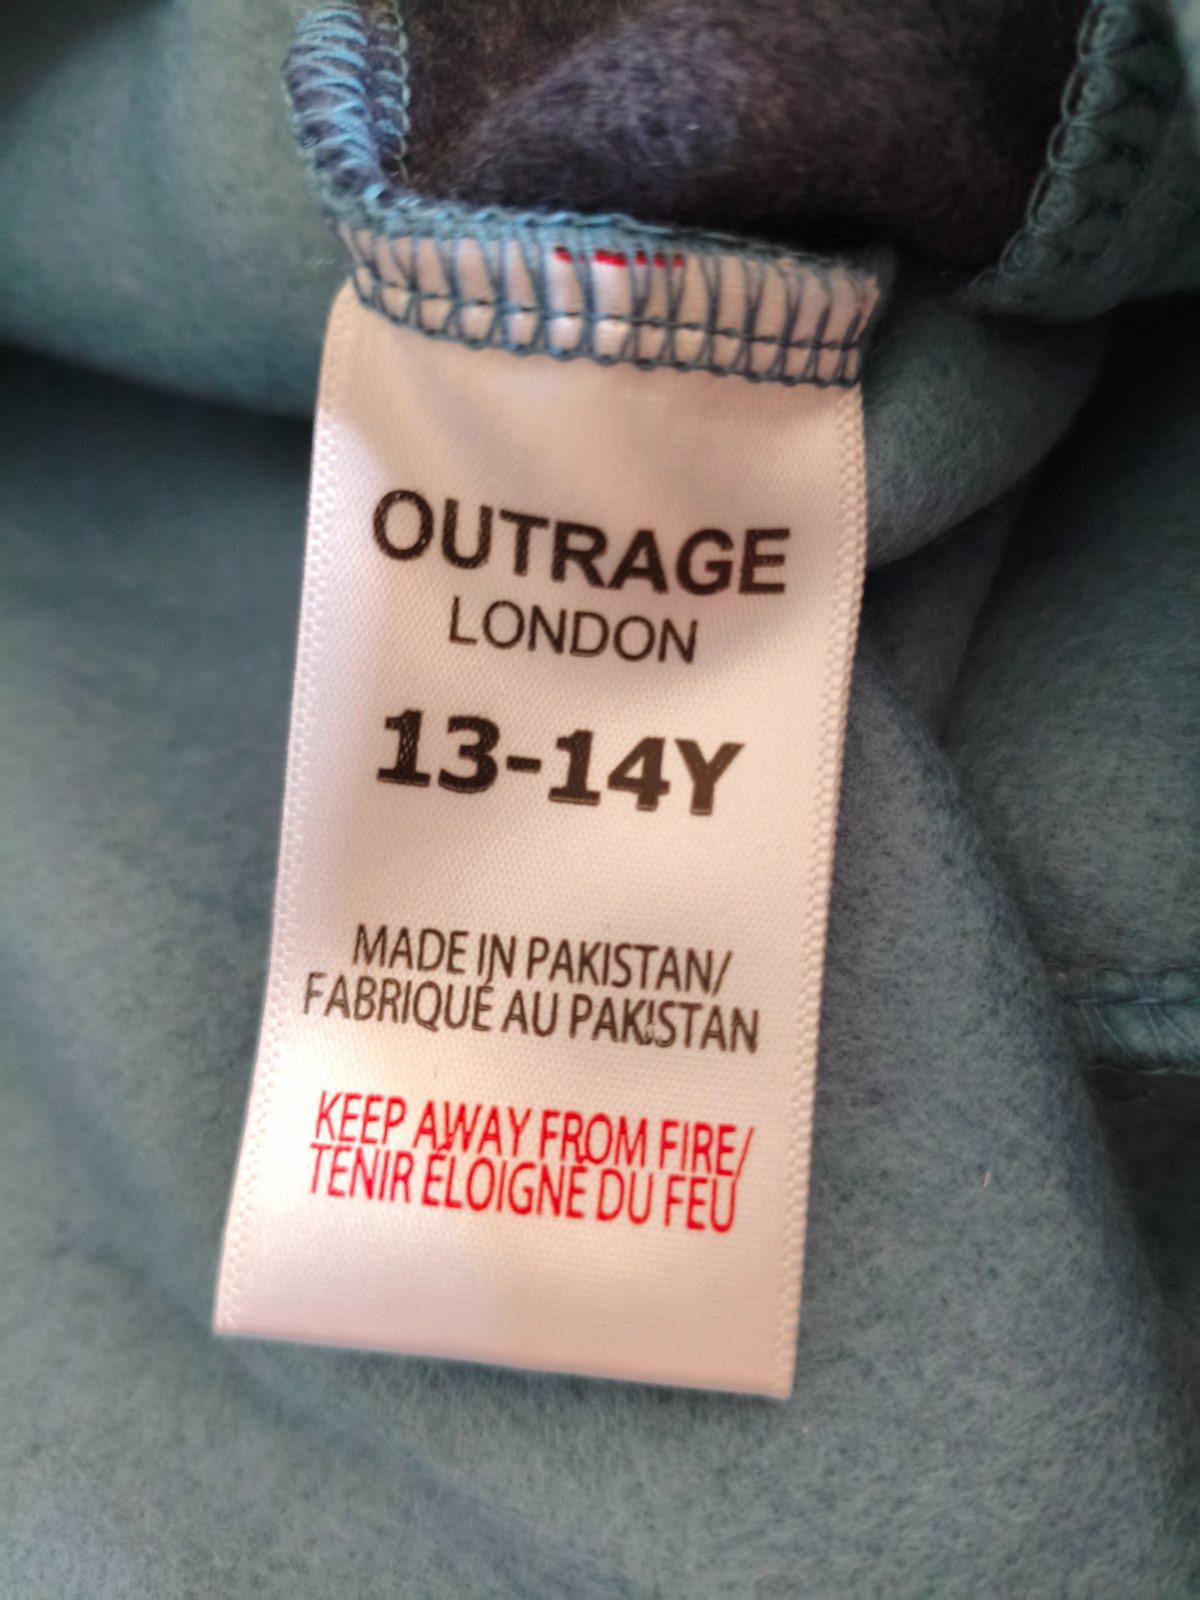 OUTRAGE
LONDON
13-14Y
MADE IN PAKISTAN/
FABRIQUÉ AU PAKISTAN
KEEP AWAY FROM FIRE/
TENIR ÉLOIGNÉ DU FEU